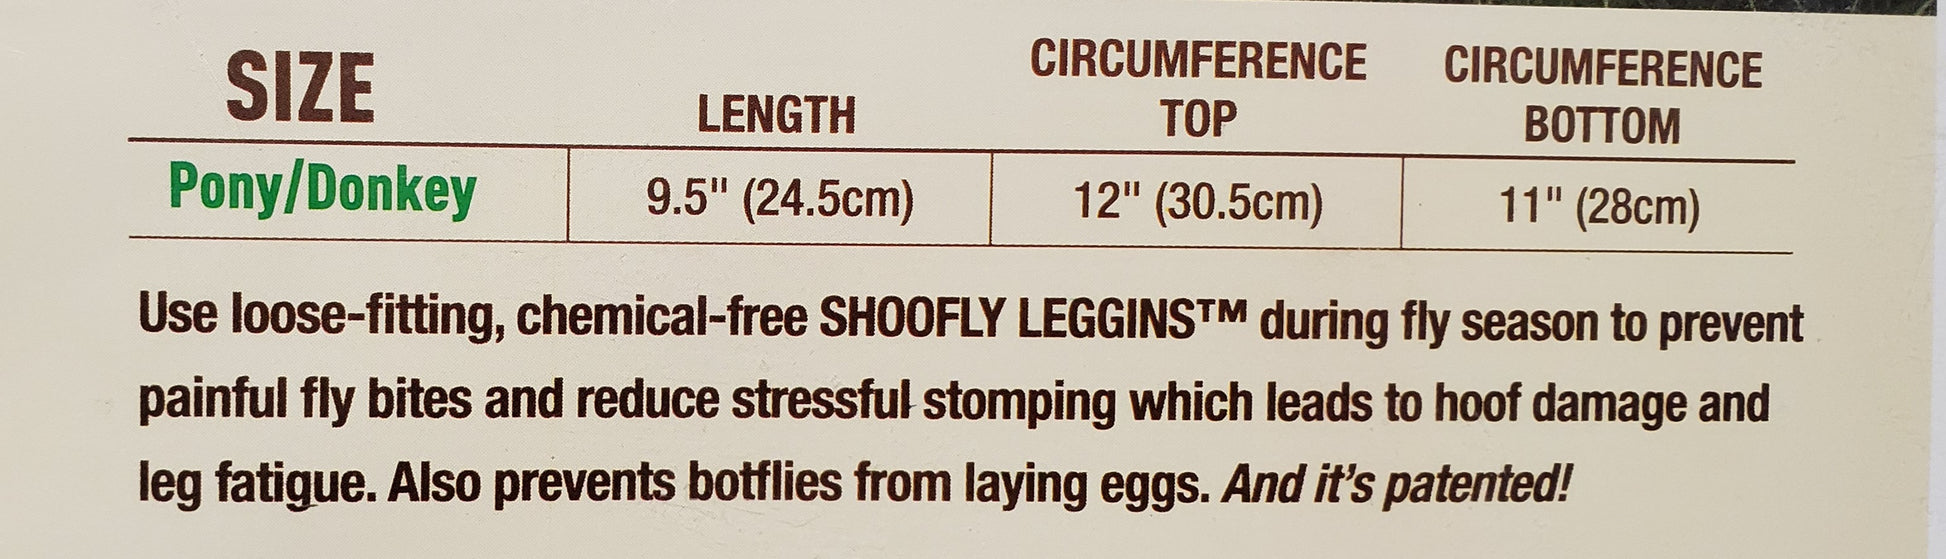 SIZE LENGTH CIRCUMFERENCE TOP CIRCUMFERENCE BOTTOM
Pony/Donkey 9.5" (24.5cm) 12" (30.5cm) 11" (28cm)
Use loose-fitting, chemical-free SHOOFLY LEGGINS™ during fly season to prevent
painful fly bites and reduce stressful stomping which leads to hoof damage and
leg fatigue. Also prevents botflies from laying eggs. And it's patented!